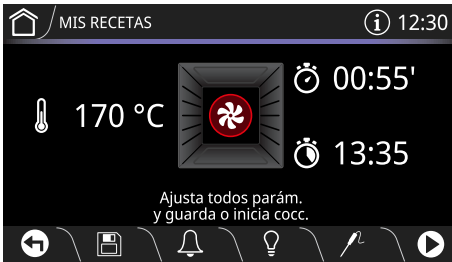 MIS RECETAS
12:30
170 °C
00:55'
13:35
Ajusta todos parám.
y guarda o inicia cocc.